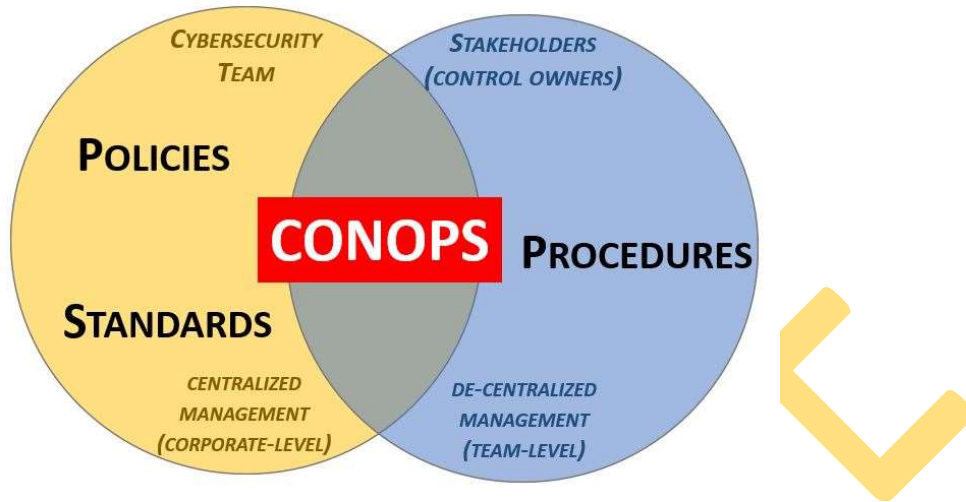 CYBERSECURITY
TEAM
STAKEHOLDERS
(CONTROL OWNERS)
POLICIES
CONOPS
PROCEDURES
STANDARDS
CENTRALIZED
MANAGEMENT
(CORPORATE-LEVEL)
DE-CENTRALIZED
MANAGEMENT
(TEAM-LEVEL)